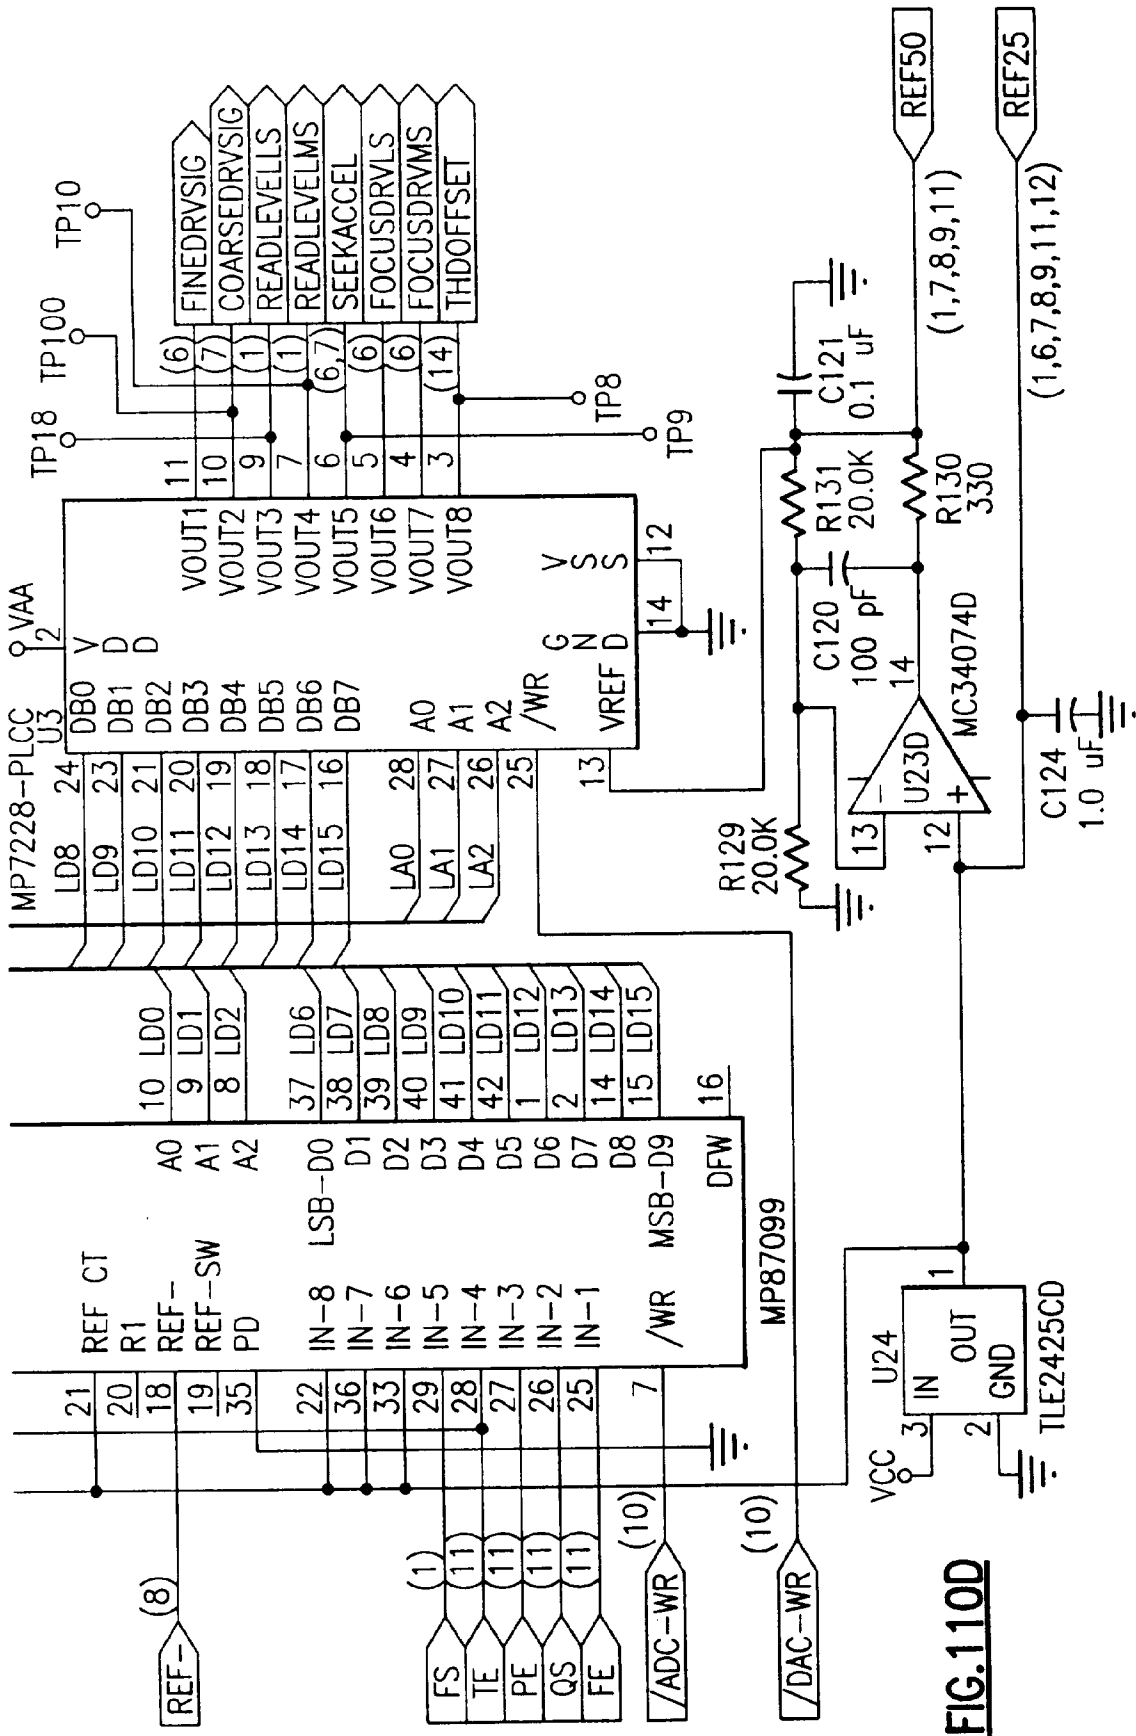 MP7228-PLCC
U3
VAA
2
VDD
LD8 24 DB0
LD9 23 DB1
LD10 21 DB2
LD11 20 DB3
LD12 19 DB4
LD13 18 DB5
LD14 17 DB6
LD15 16 DB7
LA0 28 A0
LA1 27 A1
LA2 26 A2
25 /WR
13 VREF
VOUT1 11 (6) FINEDRVSIG
VOUT2 10 (7) COARSEDRVSIG
VOUT3 9 (1) READLEVELLS
VOUT4 7 (1) READLEVELMS
VOUT5 6 (6,7) SEEKACCEL
VOUT6 5 (6) FOCUSDRVLS
VOUT7 4 (6) FOCUSDRVMS
VOUT8 3 (14) THDOFFSET
GND 14
VSS 12
TP18
TP100
TP10
TP8
TP9
REF CT 21
R1 20
REF- 18
REF-SW 19
PD 35
IN-8 22
IN-7 36
IN-6 33
IN-5 29
IN-4 28
IN-3 27
IN-2 26
IN-1 25
/WR 7
A0 10 LD0
A1 9 LD1
A2 8 LD2
LSB-D0 37 LD6
D1 38 LD7
D2 39 LD8
D3 40 LD9
D4 41 LD10
D5 42 LD11
D6 1 LD12
D7 2 LD13
D8 14 LD14
MSB-D9 15 LD15
DFW 16
MP87099
REF- (8)
FS (1)
TE (11)
PE (11)
QS (11)
FE (11)
/ADC-WR (10)
/DAC-WR (10)
R129
20.0K
C120
100 pF
R131
20.0K
C121
0.1 uF
R130
330
13
12
14
-
+
U23D
MC34074D
C124
1.0 uF
(1,7,8,9,11)
REF50
(1,6,7,8,9,11,12)
REF25
VCC
3
2
1
U24
IN
OUT
GND
TLE2425CD
FIG.110D